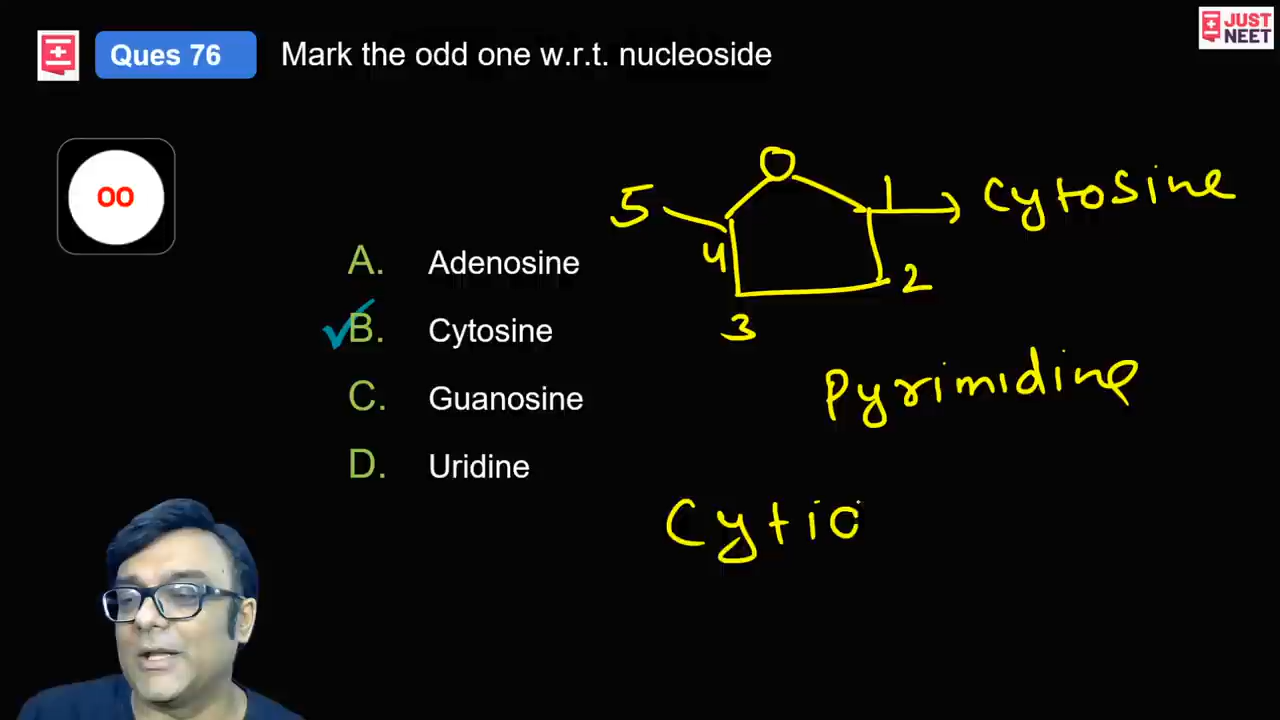 Ques 76 Mark the odd one w.r.t. nucleoside
JUST
NEET
00
O
1 → Cytosine
5
4
2
3
A. Adenosine
B. Cytosine
C. Guanosine
D. Uridine
Pyrimidine
Cytio